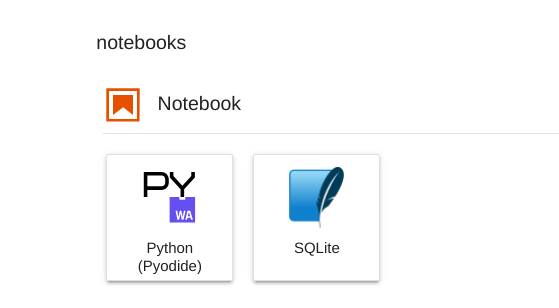 notebooks
Notebook
PY
WA
Python
(Pyodide)
SQLite